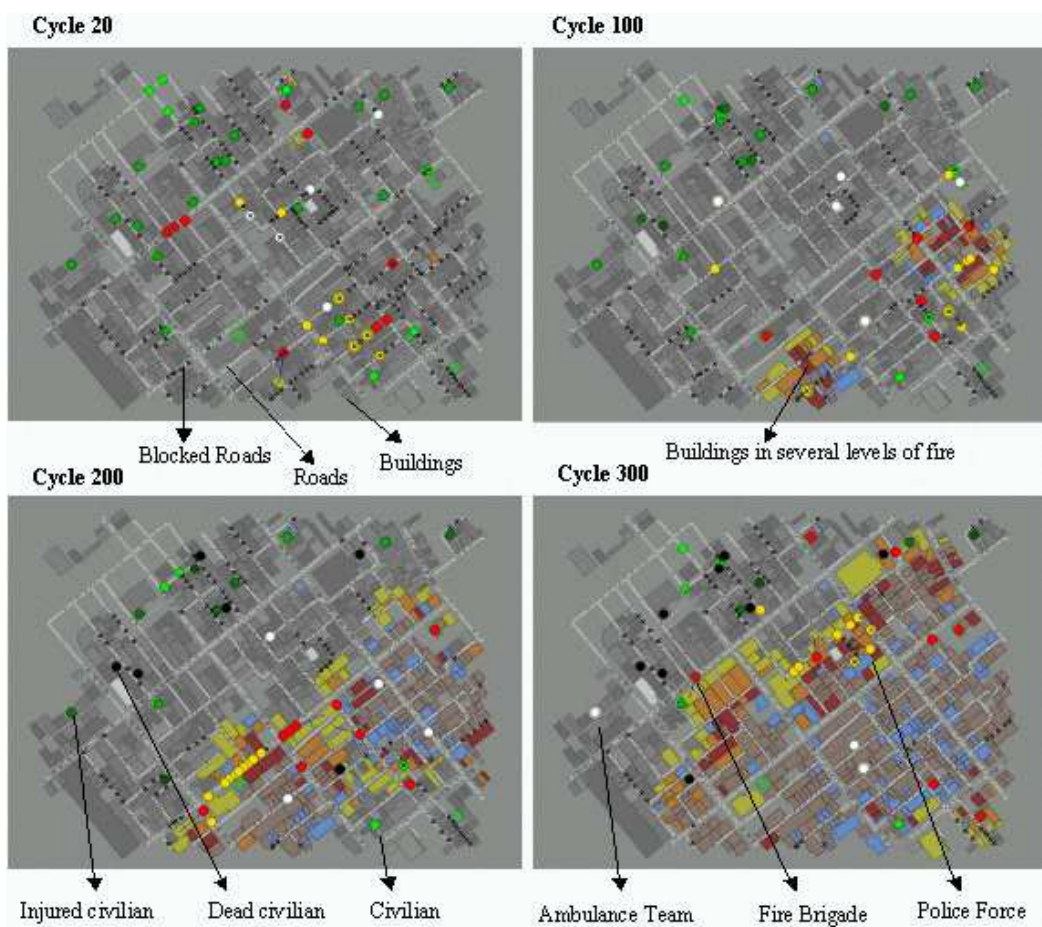 Cycle 20
Cycle 100
Blocked Roads
Roads
Buildings
Buildings in several levels of fire
Cycle 200
Cycle 300
Injured civilian
Dead civilian
Civilian
Ambulance Team
Fire Brigade
Police Force